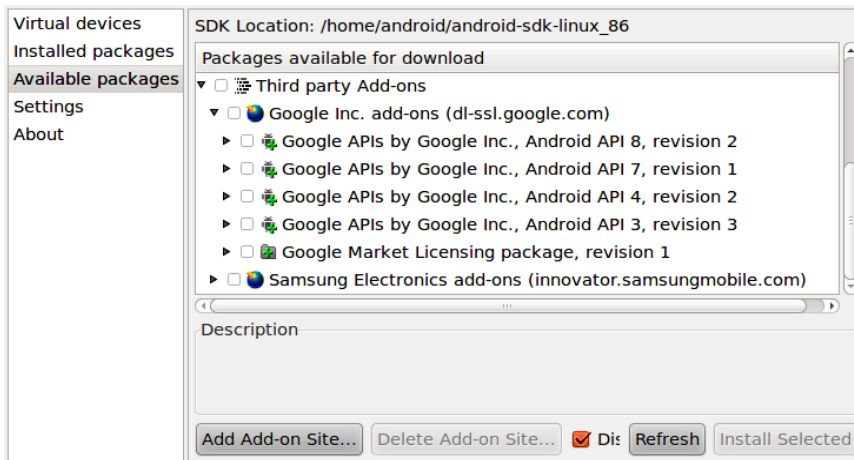 Virtual devices
Installed packages
Available packages
Settings
About
SDK Location: /home/android/android-sdk-linux_86
Packages available for download
Third party Add-ons
Google Inc. add-ons (dl-ssl.google.com)
Google APIs by Google Inc., Android API 8, revision 2
Google APIs by Google Inc., Android API 7, revision 1
Google APIs by Google Inc., Android API 4, revision 2
Google APIs by Google Inc., Android API 3, revision 3
Google Market Licensing package, revision 1
Samsung Electronics add-ons (innovator.samsungmobile.com)
Description
Add Add-on Site... Delete Add-on Site... Dis Refresh Install Selected